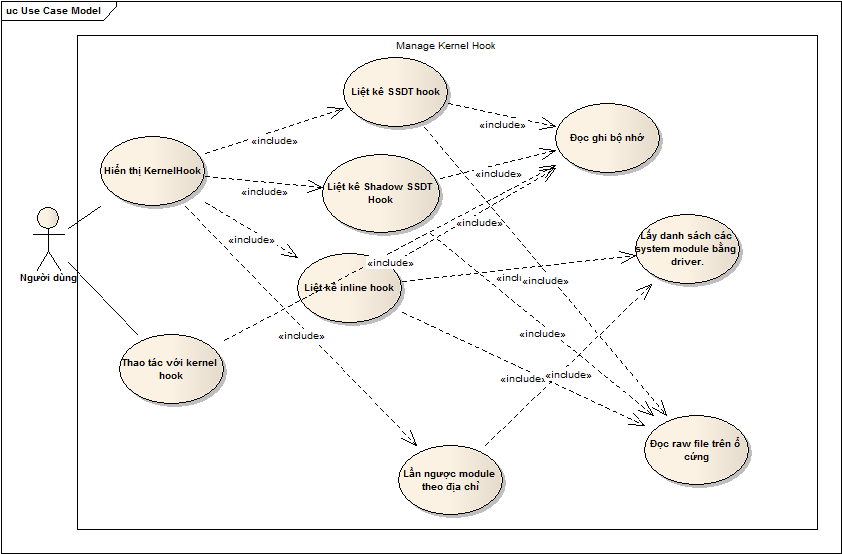 uc Use Case Model
Manage Kernel Hook
Liệt kê SSDT hook
«include»
Đọc ghi bộ nhớ
«include»
Hiển thị KernelHook
«include»
«include»
Liệt kê Shadow SSDT
Hook
«include»
«include»
«include»
Lấy danh sách các
system module bằng
driver.
Người dùng
«include»
Liệt kê inline hook
«incl
«include»
«include»
«include»
Thao tác với kernel
hook
«include»
«include»
Đọc raw file trên ổ
cứng
Lần ngược module
theo địa chỉ